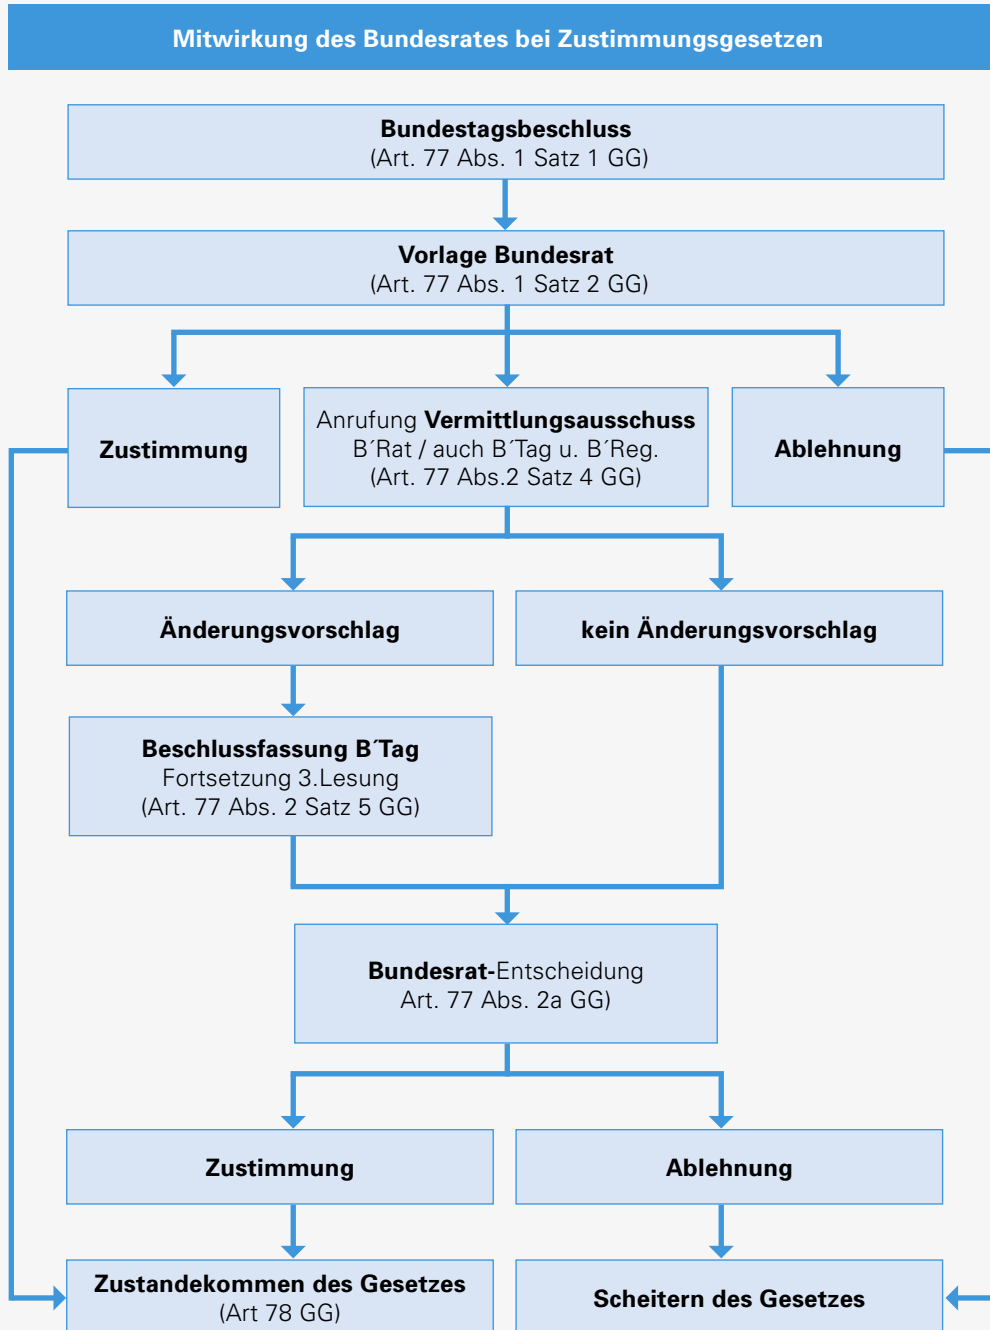 Mitwirkung des Bundesrates bei Zustimmungsgesetzen
Bundestagsbeschluss
(Art. 77 Abs. 1 Satz 1 GG)
Vorlage Bundesrat
(Art. 77 Abs. 1 Satz 2 GG)
Zustimmung
Anrufung Vermittlungsausschuss
B´Rat / auch B´Tag u. B´Reg.
(Art. 77 Abs.2 Satz 4 GG)
Ablehnung
Änderungsvorschlag
kein Änderungsvorschlag
Beschlussfassung B´Tag
Fortsetzung 3.Lesung
(Art. 77 Abs. 2 Satz 5 GG)
Bundesrat-Entscheidung
Art. 77 Abs. 2a GG)
Zustimmung
Ablehnung
Zustandekommen des Gesetzes
(Art 78 GG)
Scheitern des Gesetzes